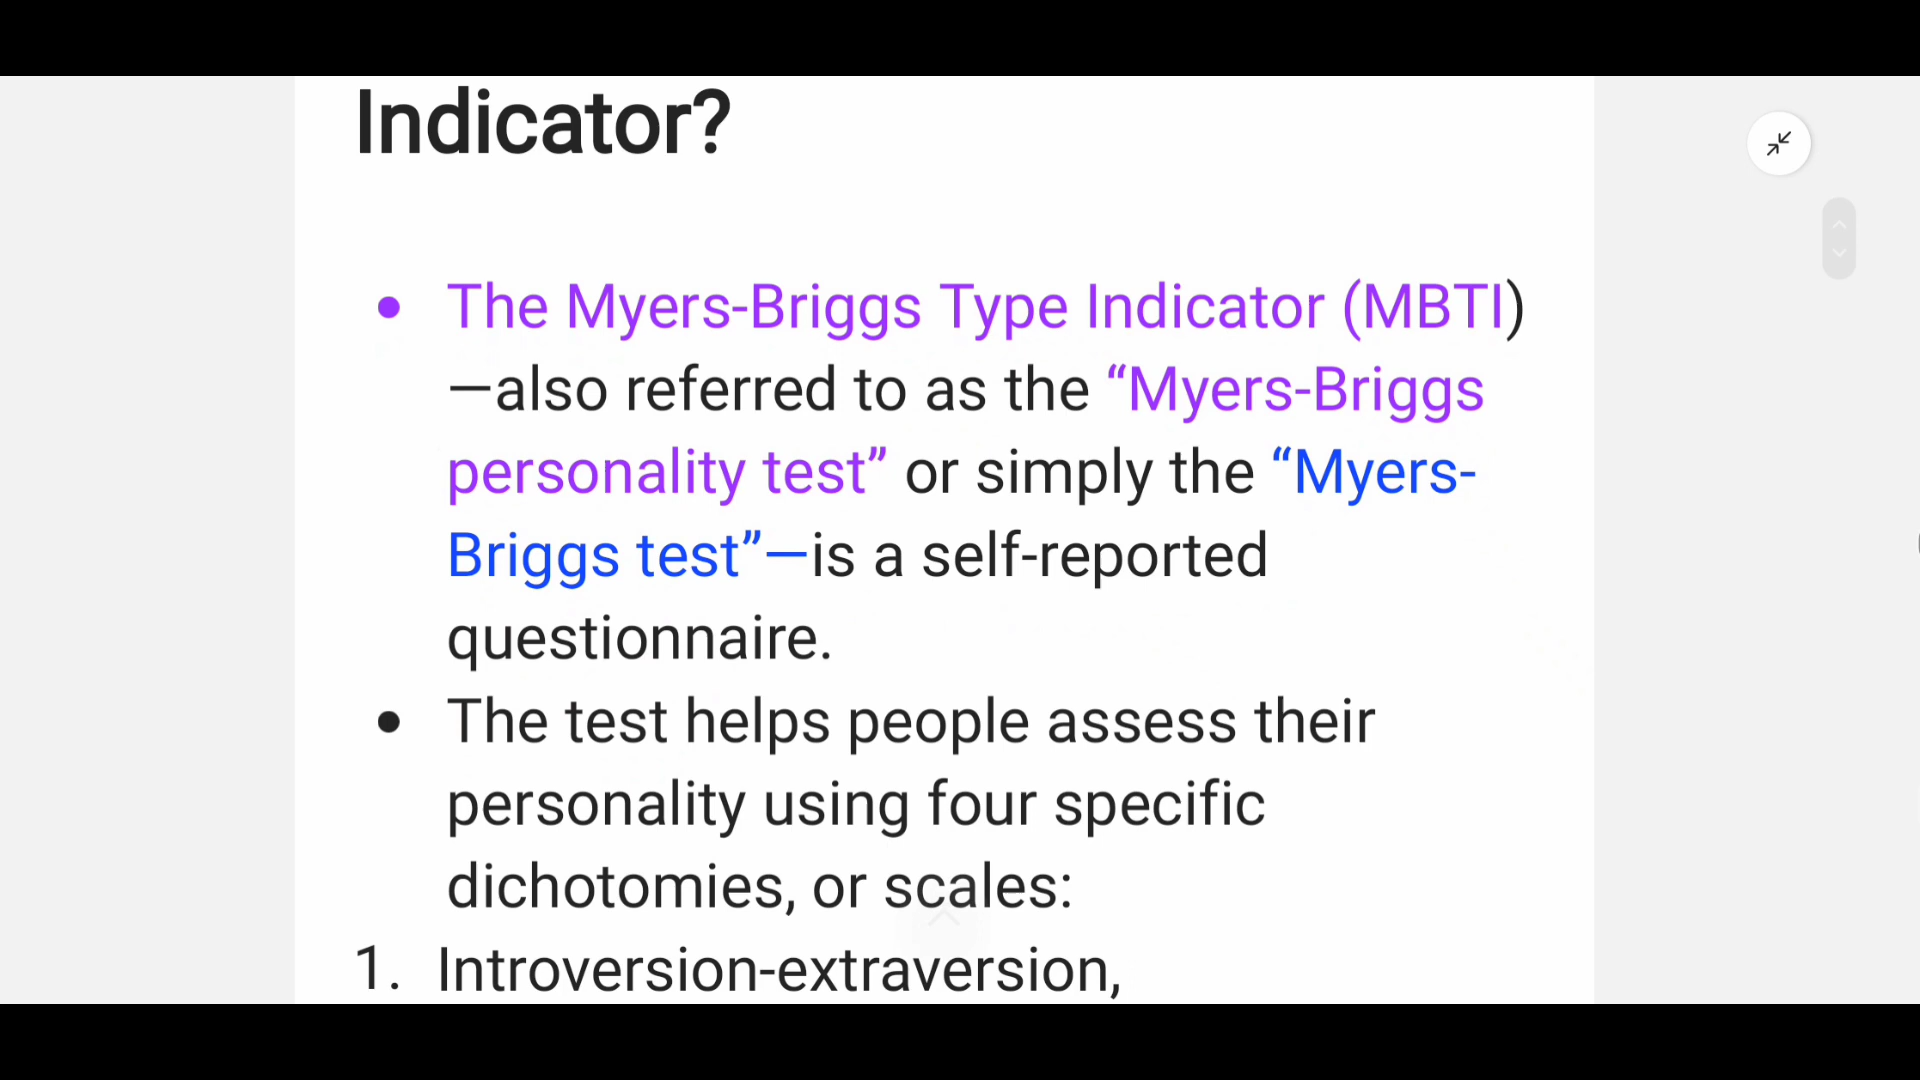 Indicator?
• The Myers-Briggs Type Indicator (MBTI)
—also referred to as the “Myers-Briggs
personality test” or simply the “Myers-
Briggs test”—is a self-reported
questionnaire.
• The test helps people assess their
personality using four specific
dichotomies, or scales:
1. Introversion-extraversion,